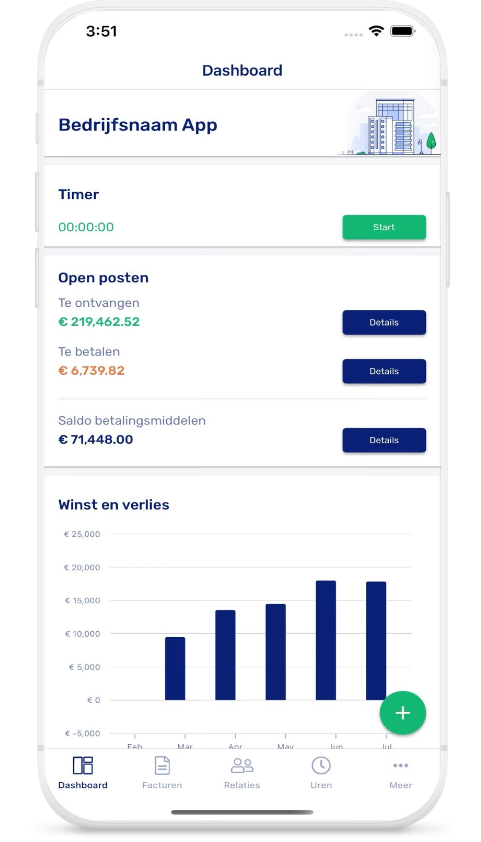 3:51
Dashboard
Bedrijfsnaam App
Timer
00:00:00
Start
Open posten
Te ontvangen
€ 219,462.52
Details
Te betalen
€ 6,739.82
Details
Saldo betalingsmiddelen
€ 71,448.00
Details
Winst en verlies
€ 25,000
€ 20,000
€ 15,000
€ 10,000
€ 5,000
€ 0
€ -5,000
Feb Mar Apr May Jun Jul
Dashboard Facturen Relaties Uren Meer